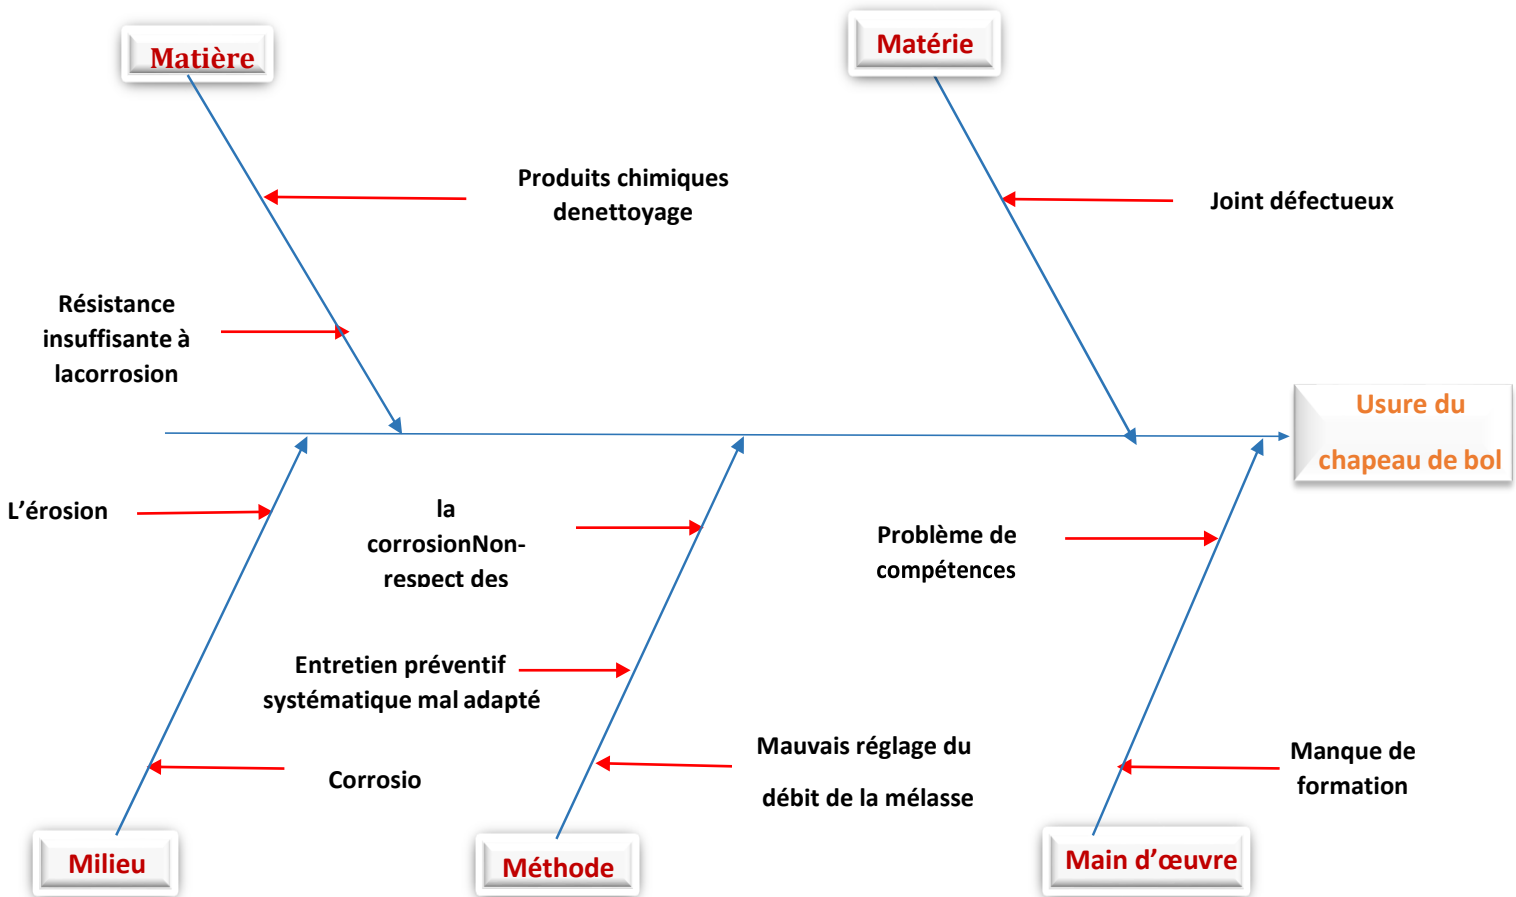 Matière
Matérie
Produits chimiques
denettoyage
Joint défectueux
Résistance
insuffisante à
lacorrosion
Usure du
chapeau de bol
L’érosion
la
corrosionNon-
respect des
Problème de
compétences
Entretien préventif
systématique mal adapté
Mauvais réglage du
débit de la mélasse
Corrosio
Manque de
formation
Milieu
Méthode
Main d’œuvre